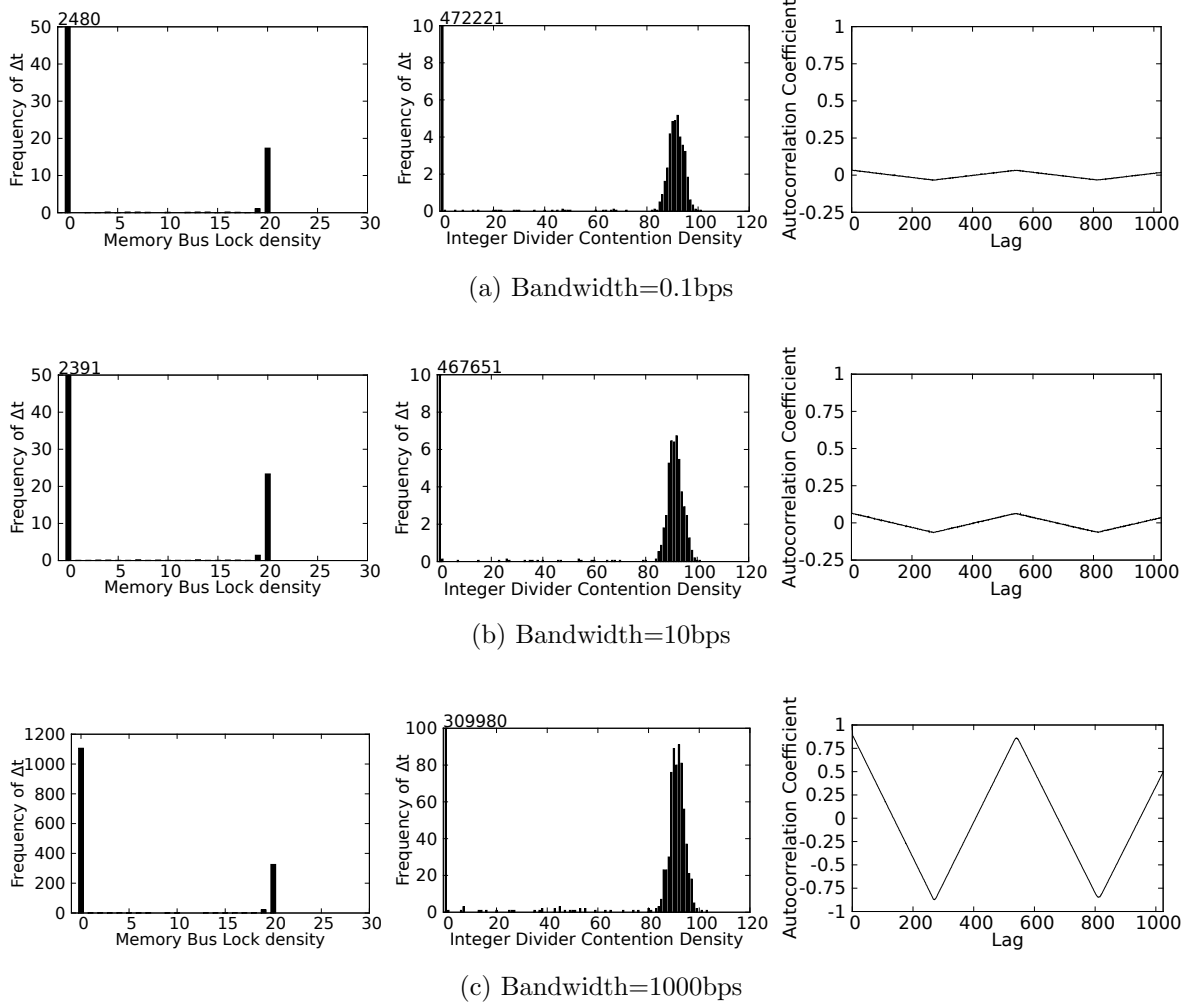 2480
50
40
30
20
10
0
Frequency of Δt
0 5 10 15 20 25 30
Memory Bus Lock density
472221
10
8
6
4
2
0
Frequency of Δt
0 20 40 60 80 100 120
Integer Divider Contention Density
1
0.75
0.5
0.25
0
-0.25
Autocorrelation Coefficient
0 200 400 600 800 1000
Lag
(a) Bandwidth=0.1bps
2391
50
40
30
20
10
0
Frequency of Δt
0 5 10 15 20 25 30
Memory Bus Lock density
467651
10
8
6
4
2
0
Frequency of Δt
0 20 40 60 80 100 120
Integer Divider Contention Density
1
0.75
0.5
0.25
0
-0.25
Autocorrelation Coefficient
0 200 400 600 800 1000
Lag
(b) Bandwidth=10bps
1200
1000
800
600
400
200
0
Frequency of Δt
0 5 10 15 20 25 30
Memory Bus Lock density
309980
100
80
60
40
20
0
Frequency of Δt
0 20 40 60 80 100 120
Integer Divider Contention Density
1
0.75
0.5
0.25
0
-0.25
-0.5
-0.75
-1
Autocorrelation Coefficient
0 200 400 600 800 1000
Lag
(c) Bandwidth=1000bps